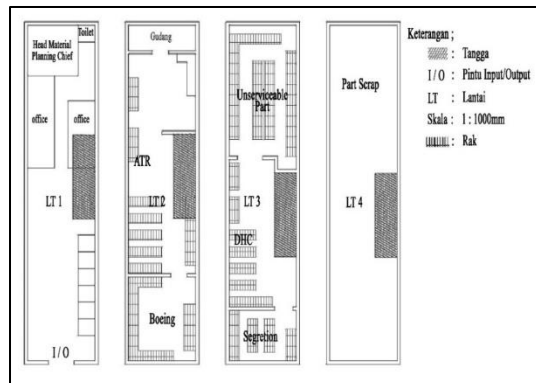 Toilet
Head Material
Planning Chief
office
office
LT 1
I / O
Gudang
ATR
LT 2
Boeing
Unserviceable
Part
LT 3
DHC
Segretion
Part Scrap
LT 4
Keterangan ;
: Tangga
I / O : Pintu Input/Output
LT : Lantai
Skala : 1 : 1000mm
: Rak